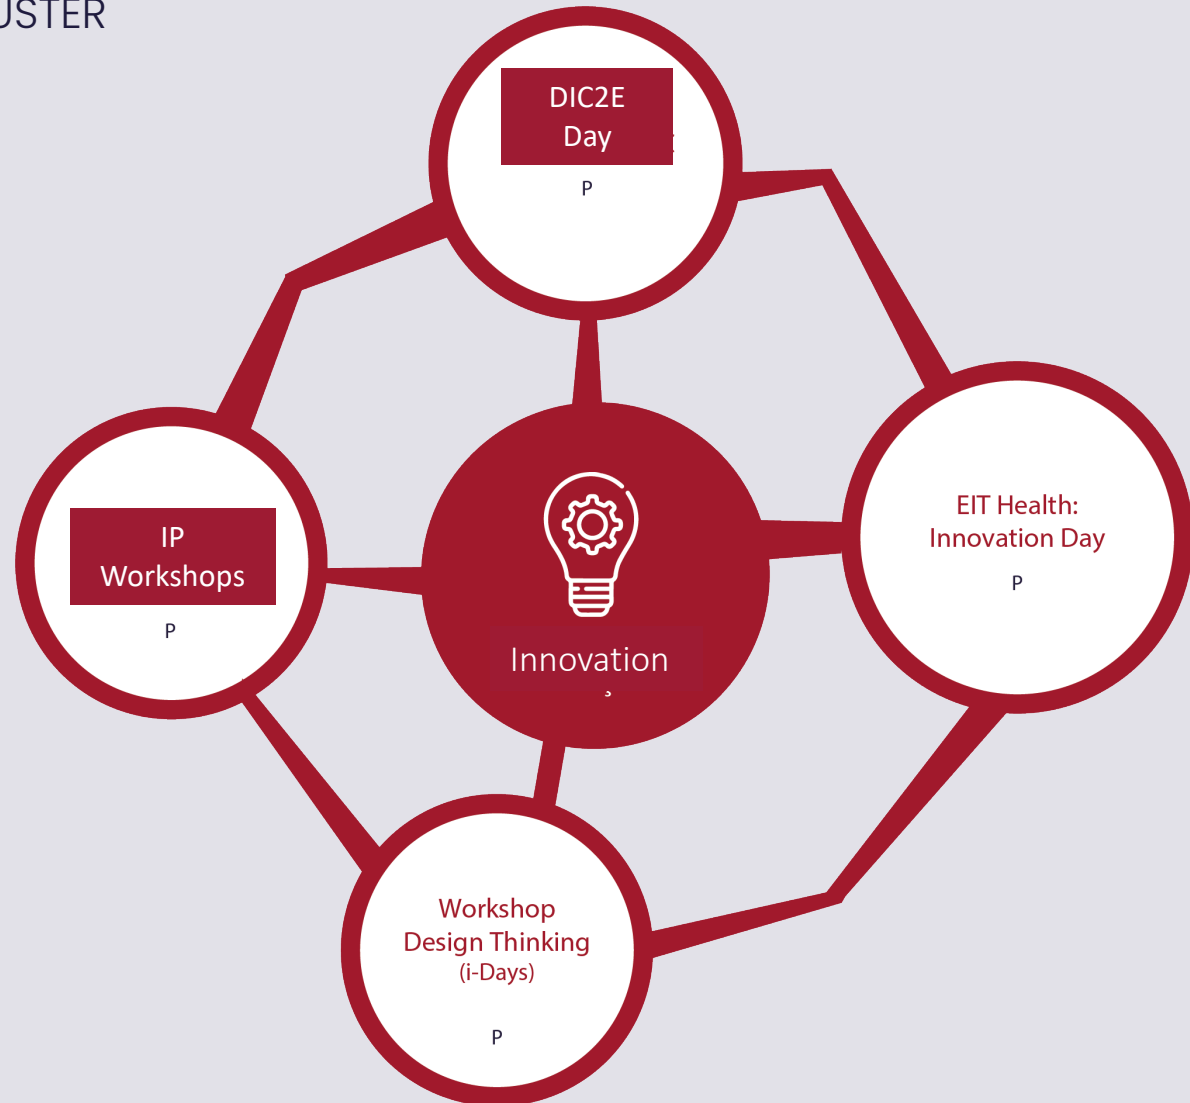 USTER
DIC2E
Day
P
EIT Health:
Innovation Day
P
IP
Workshops
P
Innovation
Workshop
Design Thinking
(i-Days)
P